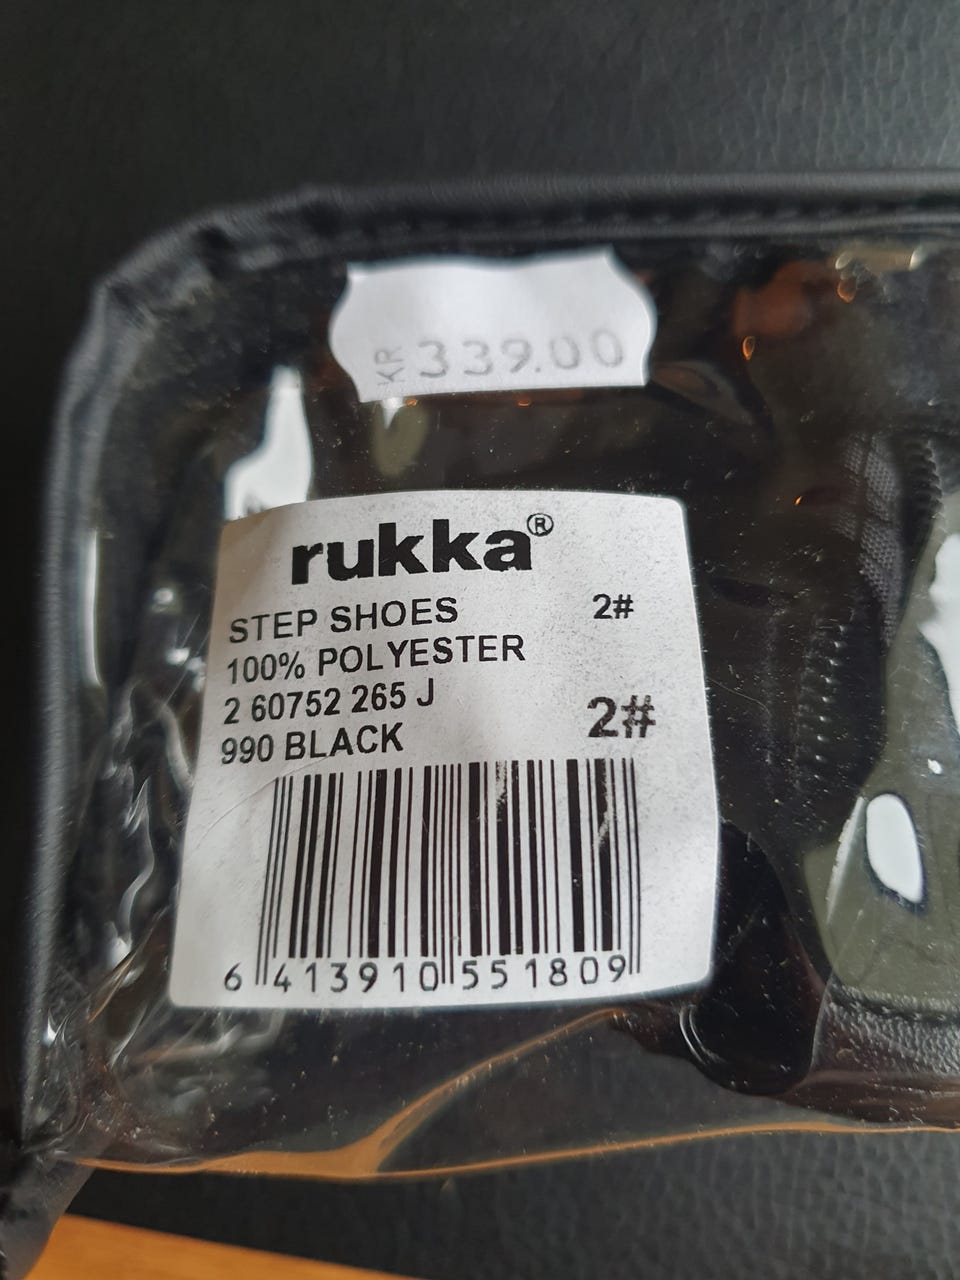 KR 339.00
rukka®
STEP SHOES 2#
100% POLYESTER
2 60752 265 J
990 BLACK 2#
6 413910 551809